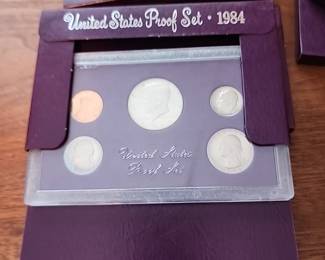 United States Proof Set · 1984
United States
Proof Set